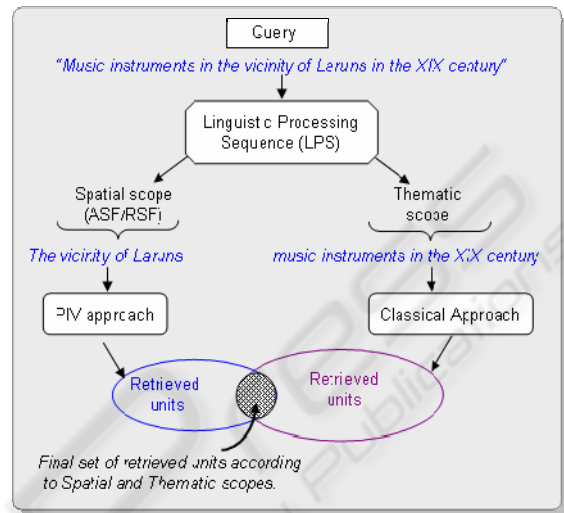 Query
"Music instruments in the vicinity of Laruns in the XIX century"
Linguistic Processing
Sequence (LPS)
Spatial scope
(ASF/RSF)
Thematic
scope
The vicinity of Laruns
music instruments in the XIX century
PIV approach
Classical Approach
Retrieved
units
Retrieved
units
Final set of retrieved units according
to Spatial and Thematic scopes.
Publications